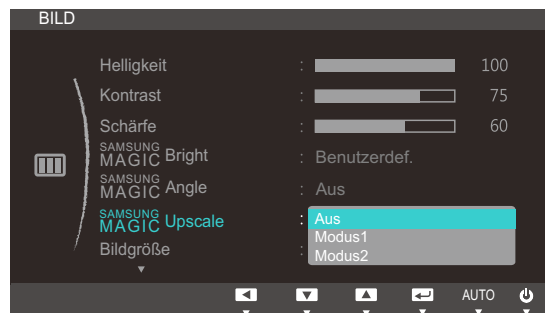 BILD
Helligkeit : 100
Kontrast : 75
Schärfe : 60
SAMSUNG
MAGIC Bright : Benutzerdef.
SAMSUNG
MAGIC Angle : Aus
SAMSUNG
MAGIC Upscale : Aus
Modus1
Bildgröße : Modus2
AUTO